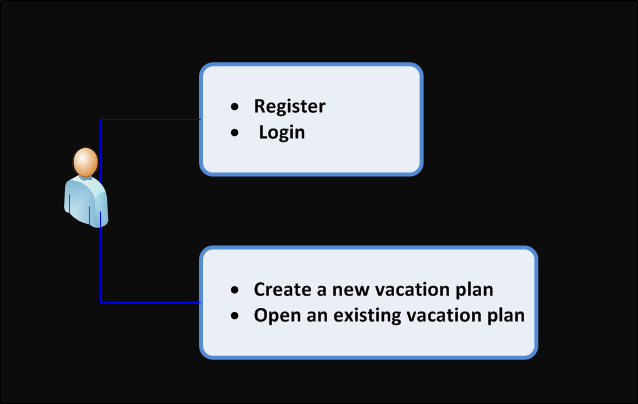 • Register
• Login
• Create a new vacation plan
• Open an existing vacation plan